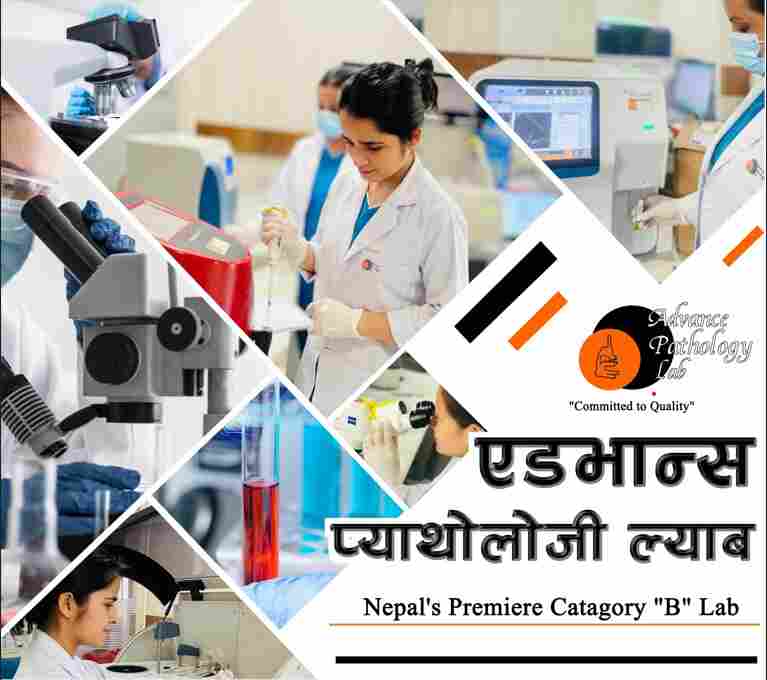 Advance
Pathology
Lab
"Committed to Quality"
एडभान्स
प्याथोलोजी ल्याब
Nepal's Premiere Catagory "B" Lab